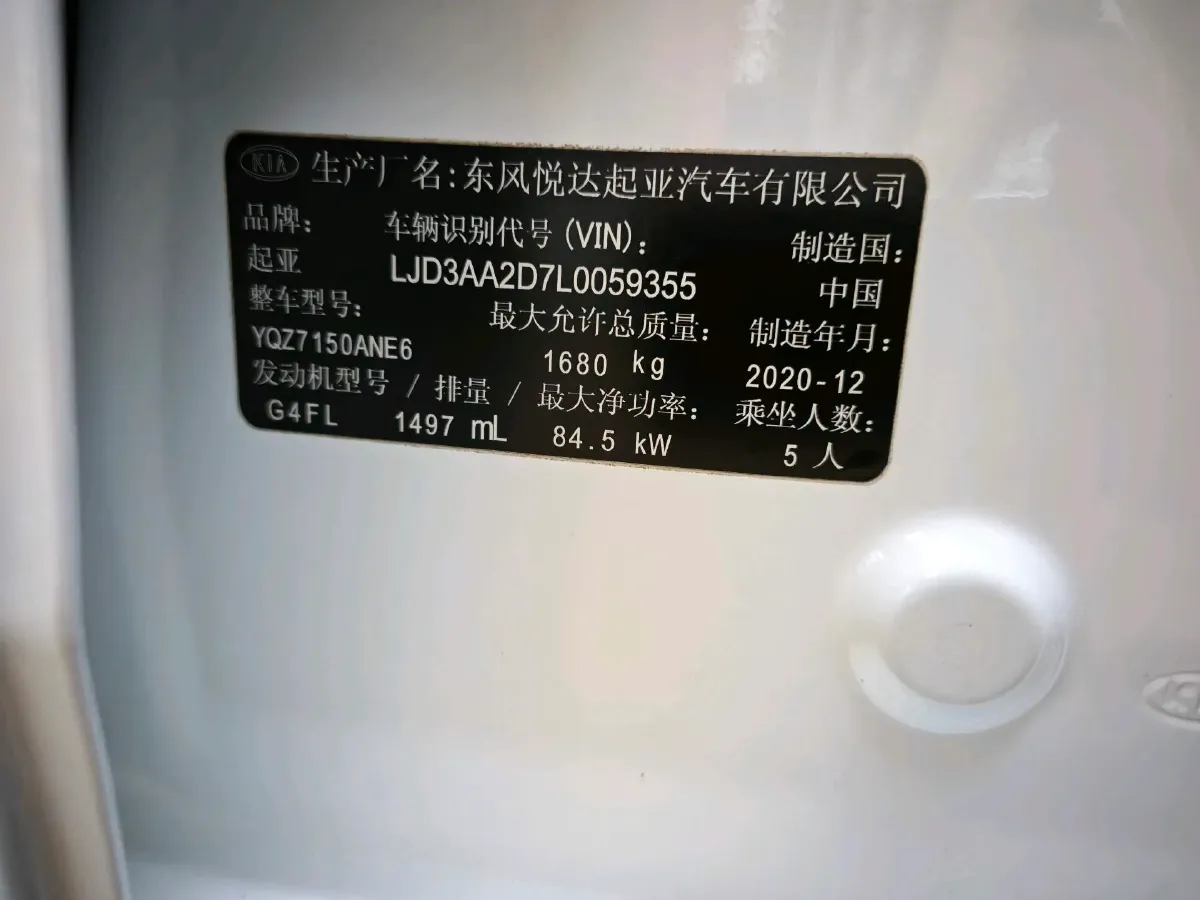 KIA 生产厂名:东风悦达起亚汽车有限公司
品牌: 车辆识别代号(VIN): 制造国:
起亚 LJD3AA2D7L0059355 中国
整车型号: 最大允许总质量: 制造年月:
YQZ7150ANE6 1680 kg 2020-12
发动机型号 / 排量 / 最大净功率: 乘坐人数:
G4FL 1497 mL 84.5 kW 5 人